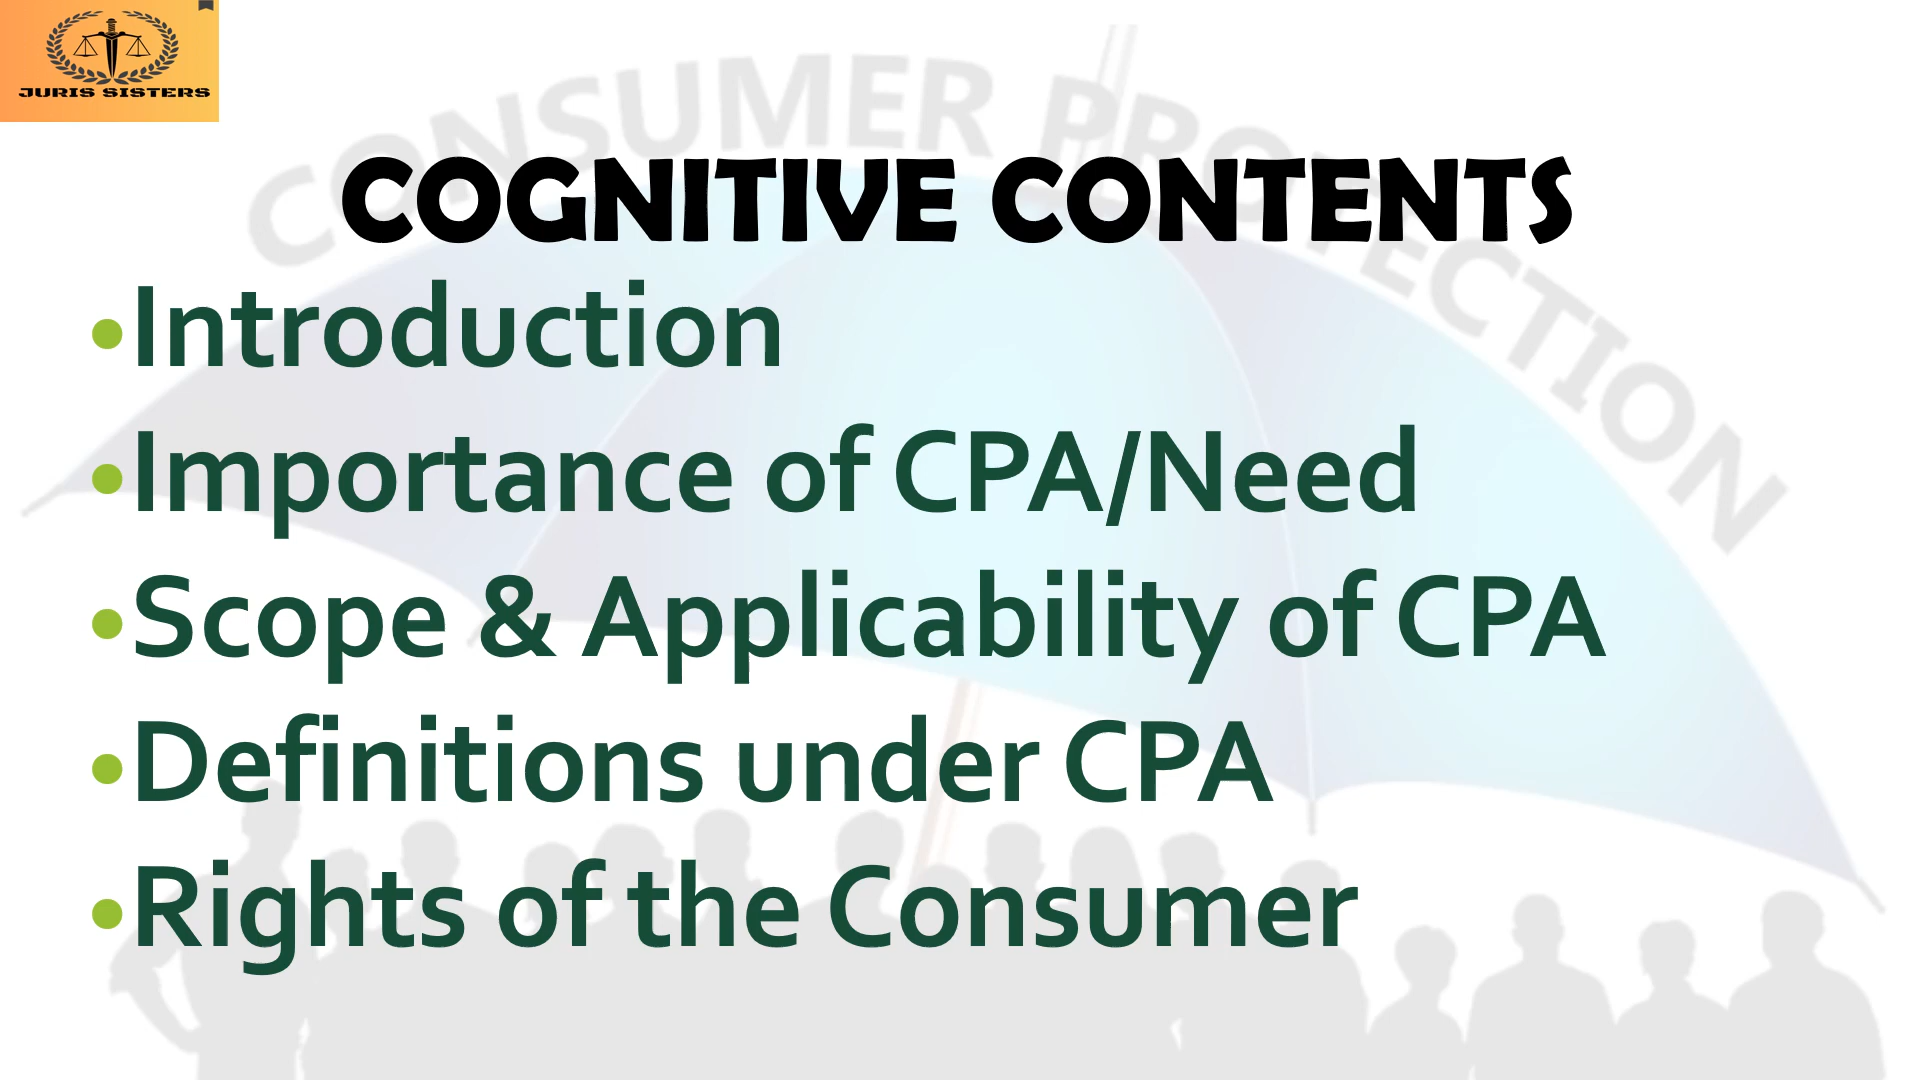 JURIS SISTERS
CONSUMER PROTECTION
COGNITIVE CONTENTS
•Introduction
•Importance of CPA/Need
•Scope & Applicability of CPA
•Definitions under CPA
•Rights of the Consumer